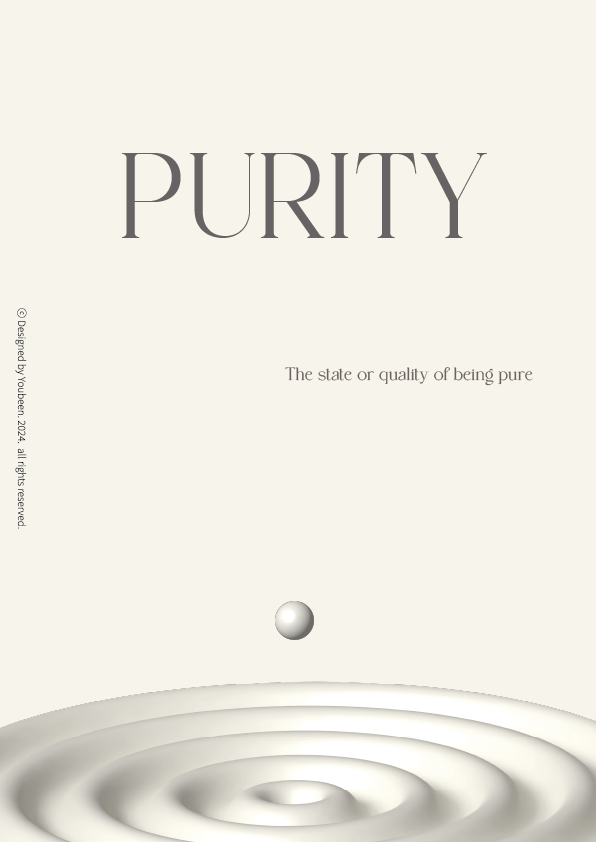 PURITY
The state or quality of being pure
ⓒ Designed by Youbeen. 2024. all rights reserved.